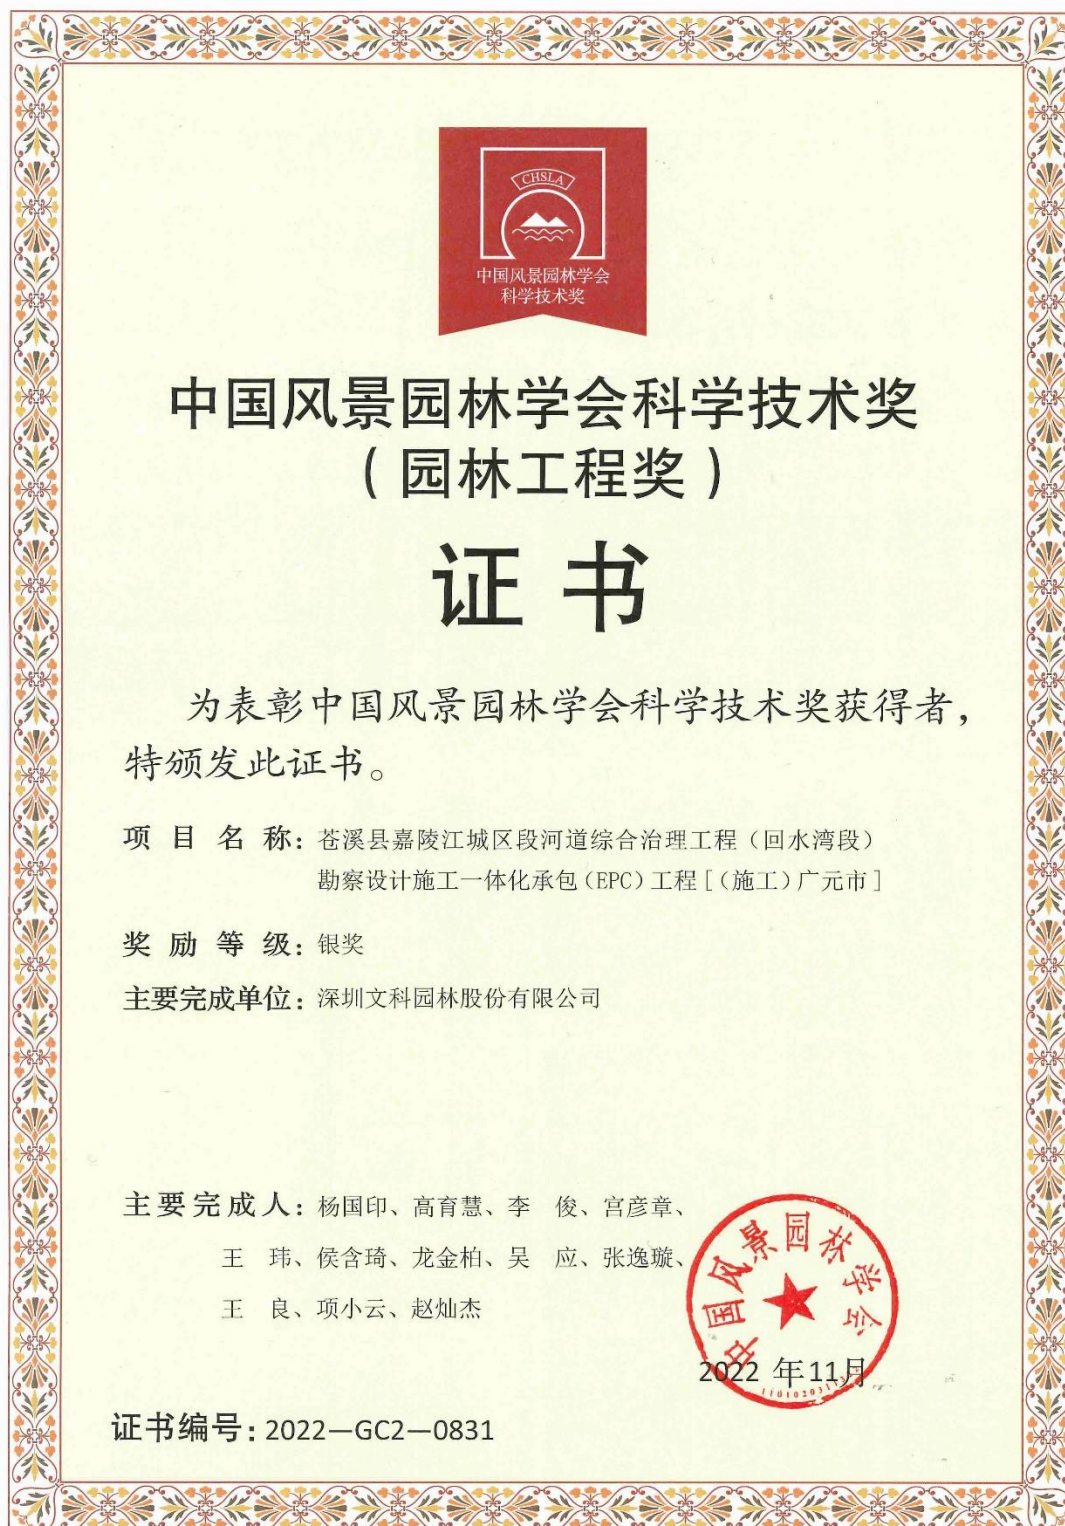 CHSLA
中国风景园林学会
科学技术奖
中国风景园林学会科学技术奖
（园林工程奖）
证书
为表彰中国风景园林学会科学技术奖获得者，
特颁发此证书。
项目名称：苍溪县嘉陵江城区段河道综合治理工程（回水湾段）
勘察设计施工一体化承包（EPC）工程[（施工）广元市]
奖励等级：银奖
主要完成单位：深圳文科园林股份有限公司
主要完成人：杨国印、高育慧、李　俊、宫彦章、
王　玮、侯含琦、龙金柏、吴　应、张逸璇、
王　良、项小云、赵灿杰
中国风景园林学会
2022 年11月
证书编号：2022—GC2—0831